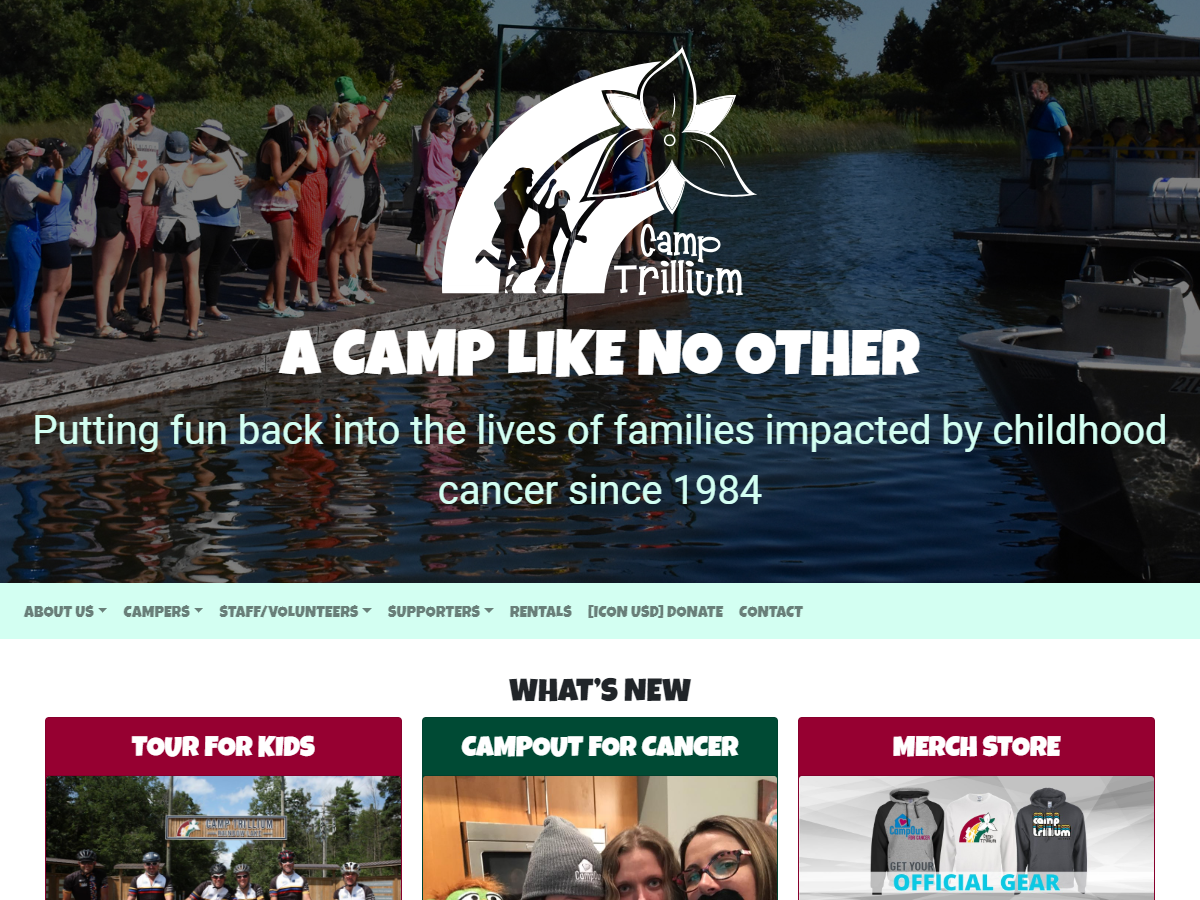 Camp
Trillium
A CAMP LIKE NO OTHER
Putting fun back into the lives of families impacted by childhood
cancer since 1984
ABOUT US CAMPERS STAFF/VOLUNTEERS SUPPORTERS RENTALS [ICON USD] DONATE CONTACT
WHAT'S NEW
TOUR FOR KIDS CAMPOUT FOR CANCER MERCH STORE
CAMP TRILLIUM
CampOut
FOR CANCER
Camp
Trillium
camp
trillium
GET YOUR
OFFICIAL GEAR